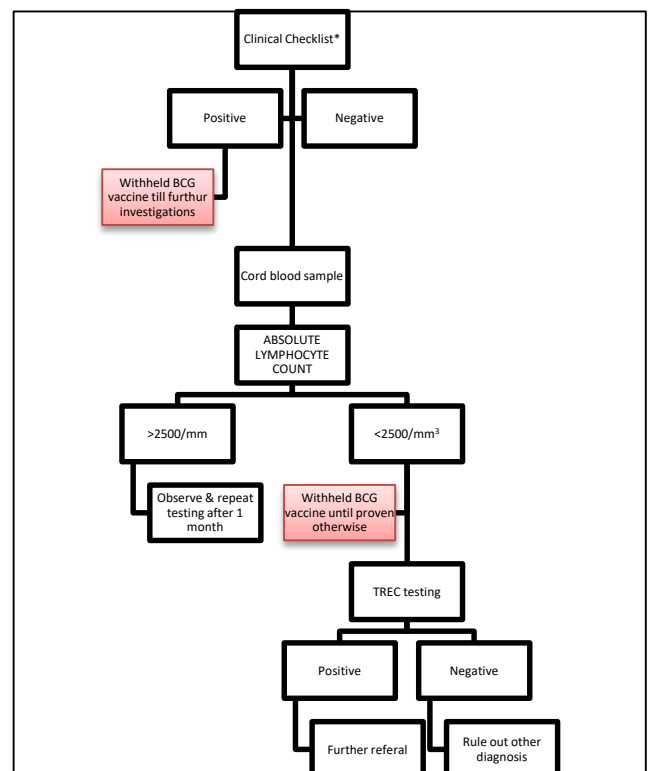 Clinical Checklist*
Positive
Negative
Withheld BCG
vaccine till furthur
investigations
Cord blood sample
ABSOLUTE
LYMPHOCYTE
COUNT
>2500/mm
<2500/mm³
Observe & repeat
testing after 1
month
Withheld BCG
vaccine until proven
otherwise
TREC testing
Positive
Negative
Further referal
Rule out other
diagnosis